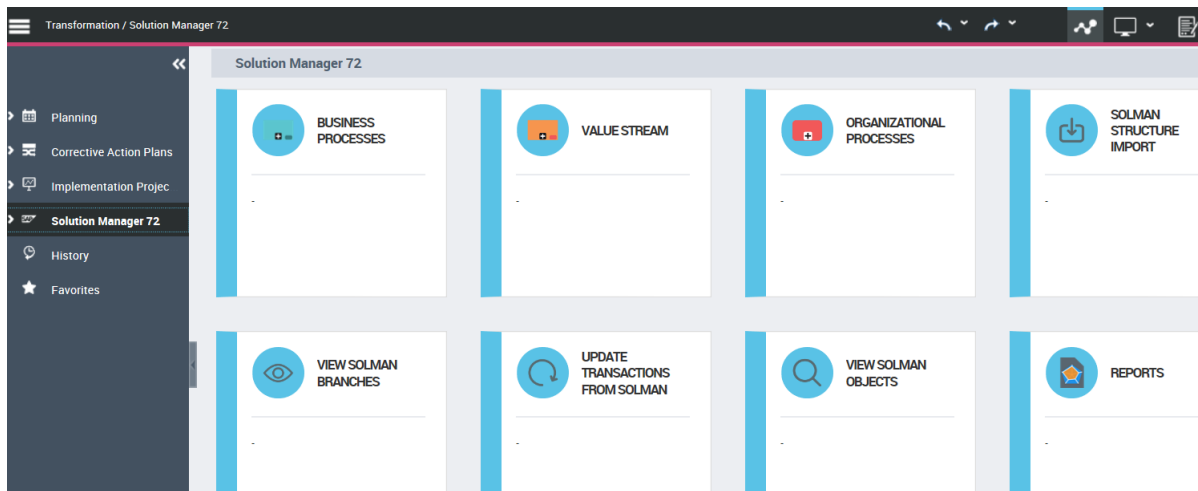 Transformation / Solution Manager 72
Solution Manager 72
Planning
Corrective Action Plans
Implementation Projec
Solution Manager 72
History
Favorites
BUSINESS
PROCESSES
-
VALUE STREAM
-
ORGANIZATIONAL
PROCESSES
-
SOLMAN
STRUCTURE
IMPORT
-
VIEW SOLMAN
BRANCHES
-
UPDATE
TRANSACTIONS
FROM SOLMAN
-
VIEW SOLMAN
OBJECTS
-
REPORTS
-